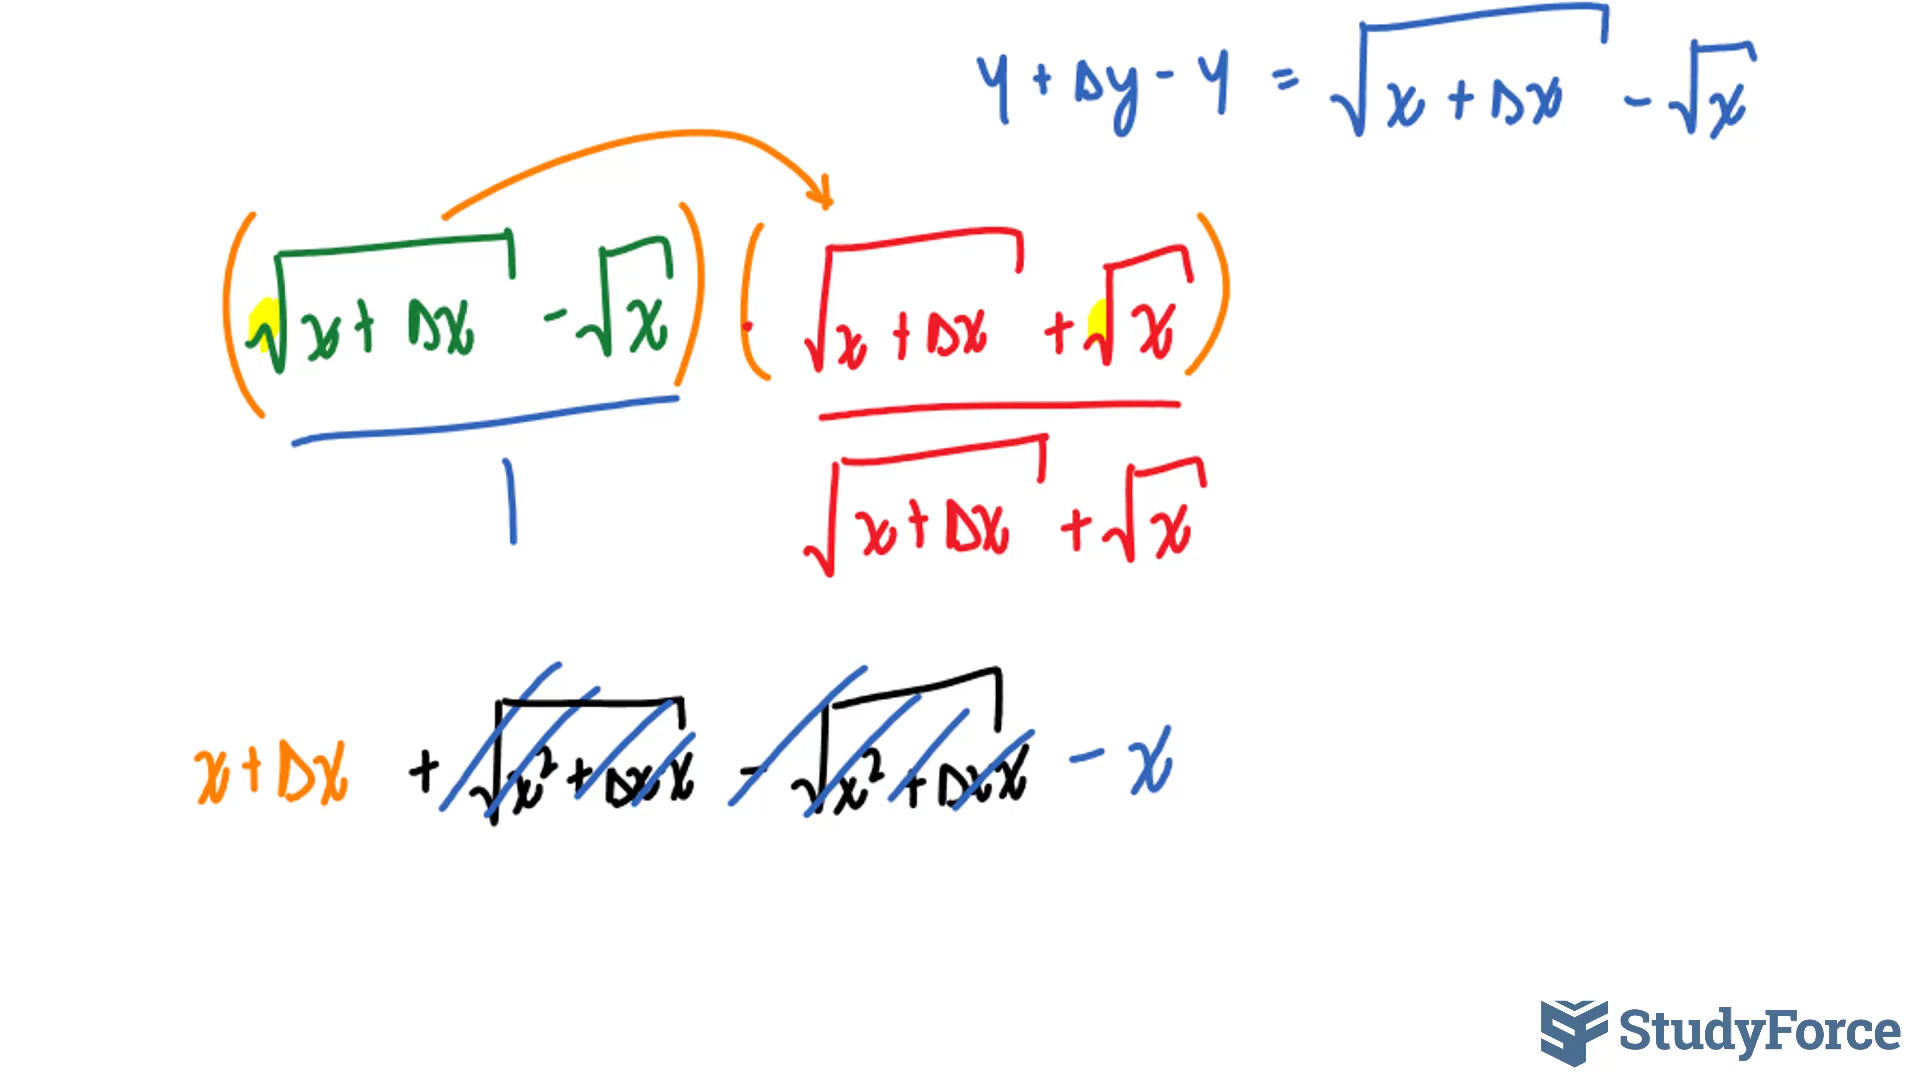 y + Δy - y = √(x + Δx) - √x
(√(x + Δx) - √x) · (√(x + Δx) + √x)
1 √(x + Δx) + √x
x + Δx + √(x² + Δx x) - √(x² + Δx x) - x
StudyForce